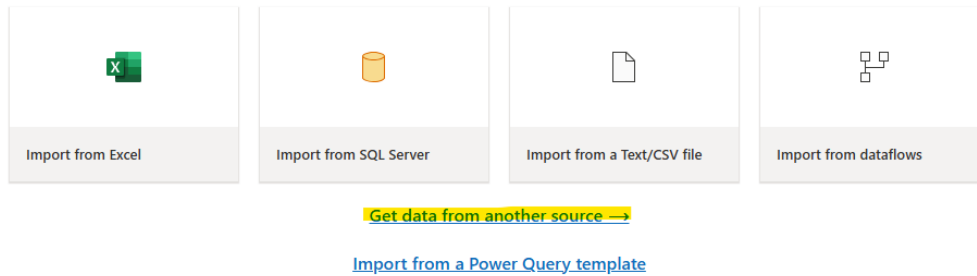 Import from Excel
Import from SQL Server
Import from a Text/CSV file
Import from dataflows
Get data from another source →
Import from a Power Query template